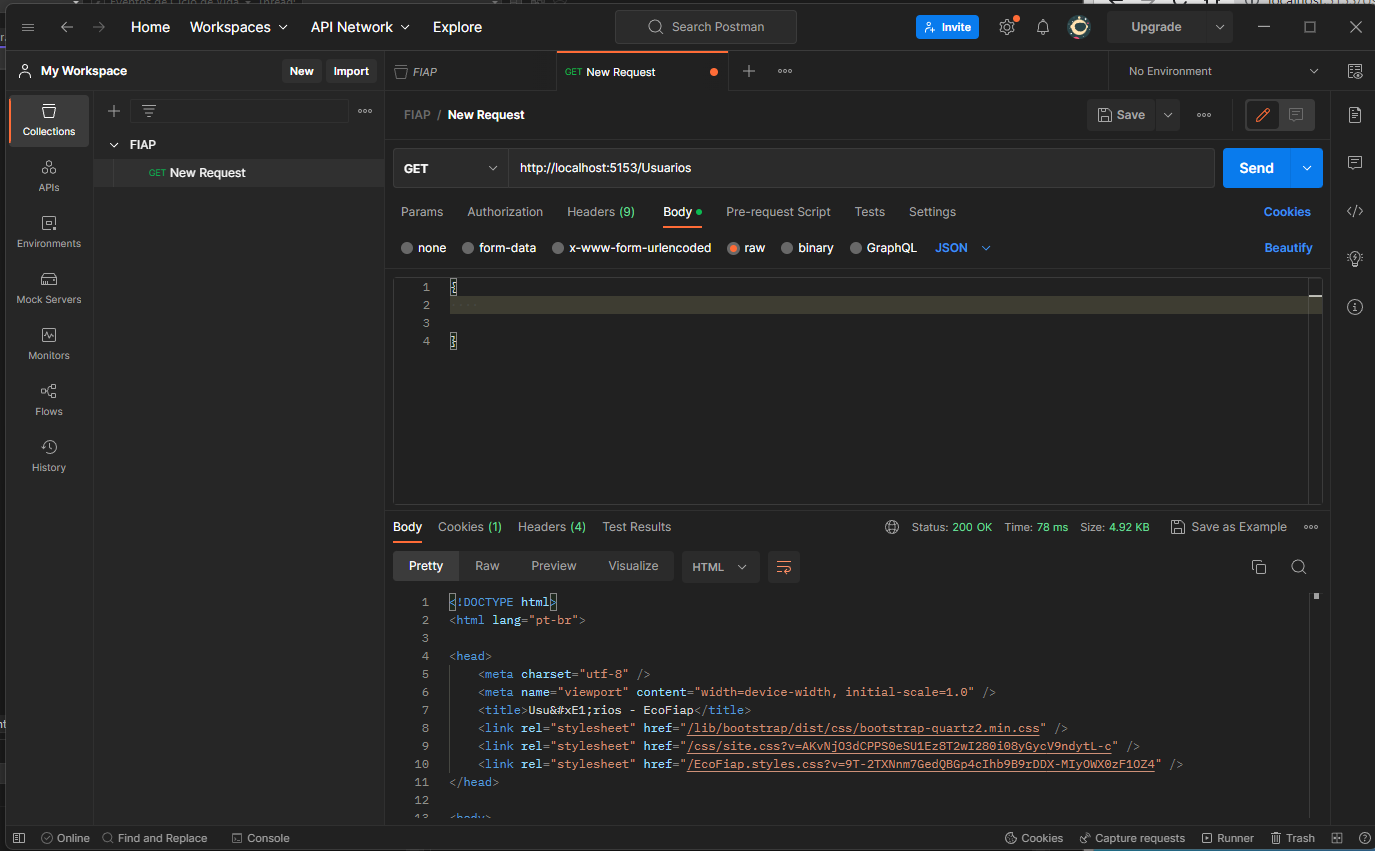 Eventos de Ciclo de Vida
Thread:
Home Workspaces API Network Explore Search Postman Invite Upgrade
My Workspace New Import FIAP GET New Request No Environment
Collections
FIAP
GET New Request
APIs
Environments
Mock Servers
Monitors
Flows
History
FIAP / New Request Save
GET http://localhost:5153/Usuarios Send
Params Authorization Headers (9) Body Pre-request Script Tests Settings Cookies
none form-data x-www-form-urlencoded raw binary GraphQL JSON Beautify
1 {
2
3
4 }
Body Cookies (1) Headers (4) Test Results Status: 200 OK Time: 78 ms Size: 4.92 KB Save as Example
Pretty Raw Preview Visualize HTML
1 <!DOCTYPE html>
2 <html lang="pt-br">
3
4 <head>
5 <meta charset="utf-8" />
6 <meta name="viewport" content="width=device-width, initial-scale=1.0" />
7 <title>Usu&#xE1;rios - EcoFiap</title>
8 <link rel="stylesheet" href="/lib/bootstrap/dist/css/bootstrap-quartz2.min.css" />
9 <link rel="stylesheet" href="/css/site.css?v=AKvNjO3dCPPS0eSU1Ez8T2wI280i08yGycV9ndytL-c" />
10 <link rel="stylesheet" href="/EcoFiap.styles.css?v=9T-2TXNnm7GedQBGp4cIhb9B9rDDX-MIyOWX0zF1OZ4" />
11 </head>
12
13 <body>
Online Find and Replace Console Cookies Capture requests Runner Trash